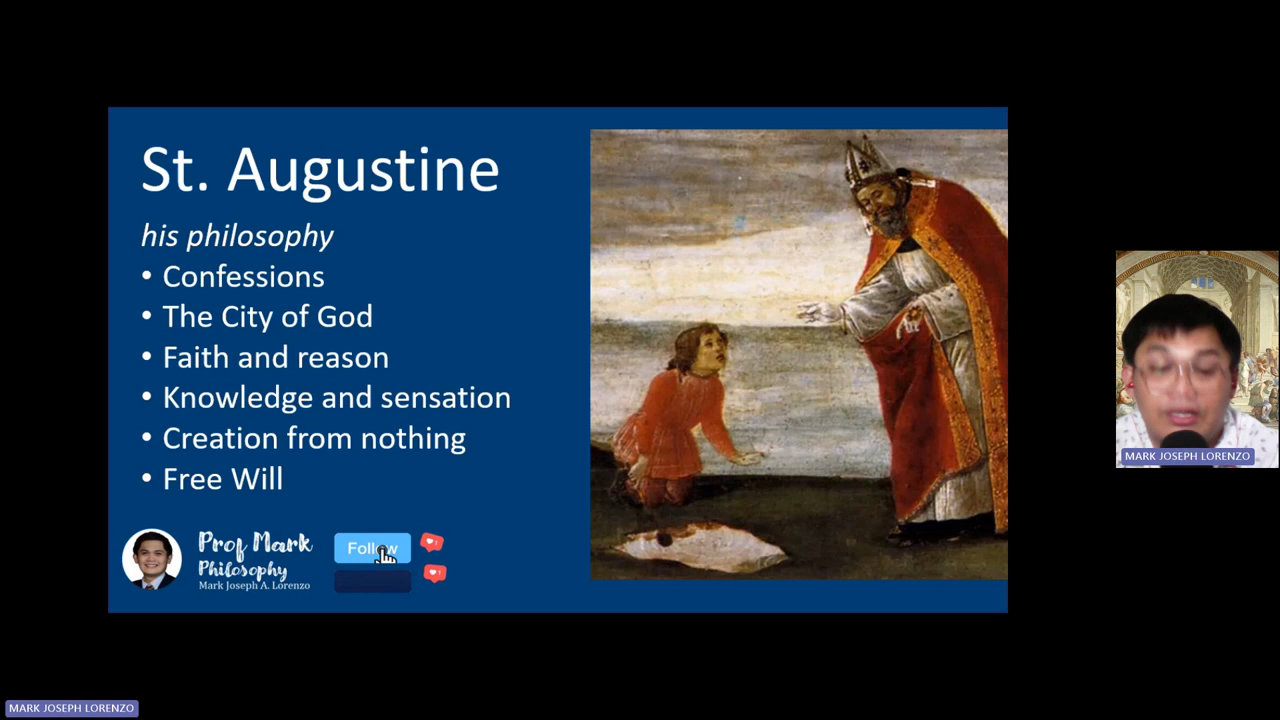 St. Augustine
his philosophy
• Confessions
• The City of God
• Faith and reason
• Knowledge and sensation
• Creation from nothing
• Free Will
Prof Mark
Philosophy
Mark Joseph A. Lorenzo
Follow
MARK JOSEPH LORENZO
MARK JOSEPH LORENZO